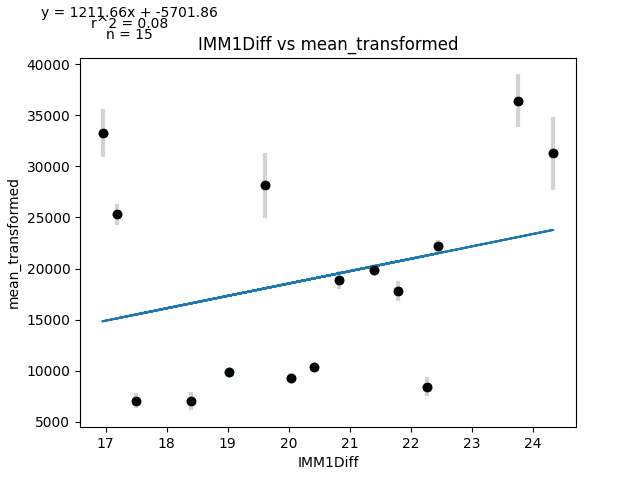 y = 1211.66x + -5701.86
r^2 = 0.08
n = 15
IMM1Diff vs mean_transformed
40000
35000
30000
25000
20000
15000
10000
5000
mean_transformed
17 18 19 20 21 22 23 24
IMM1Diff